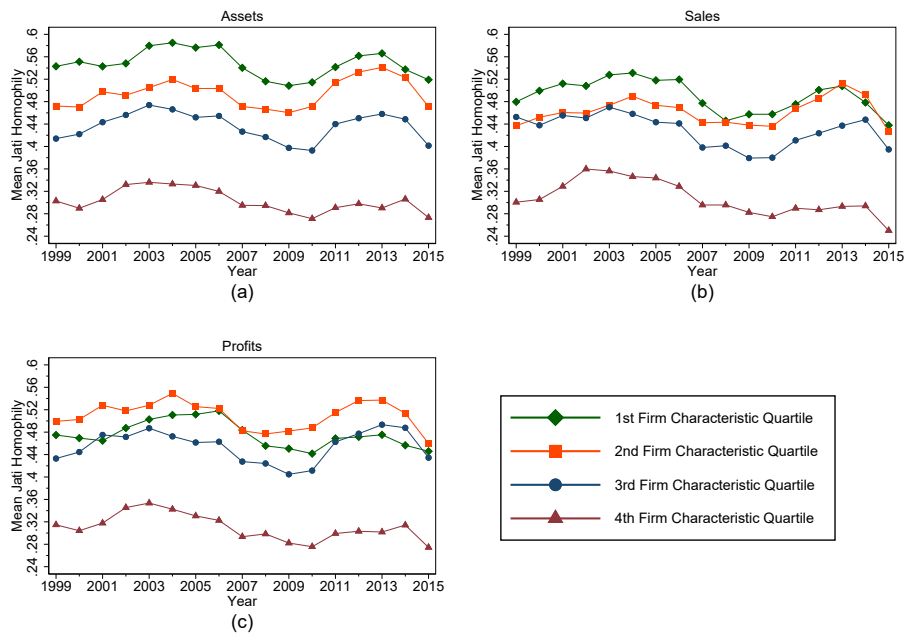 Assets
Mean Jati Homophily
.6
.56
.52
.48
.44
.4
.36
.32
.28
.24
1999 2001 2003 2005 2007 2009 2011 2013 2015
Year
(a)
Sales
Mean Jati Homophily
.6
.56
.52
.48
.44
.4
.36
.32
.28
.24
1999 2001 2003 2005 2007 2009 2011 2013 2015
Year
(b)
Profits
Mean Jati Homophily
.6
.56
.52
.48
.44
.4
.36
.32
.28
.24
1999 2001 2003 2005 2007 2009 2011 2013 2015
Year
(c)
1st Firm Characteristic Quartile
2nd Firm Characteristic Quartile
3rd Firm Characteristic Quartile
4th Firm Characteristic Quartile